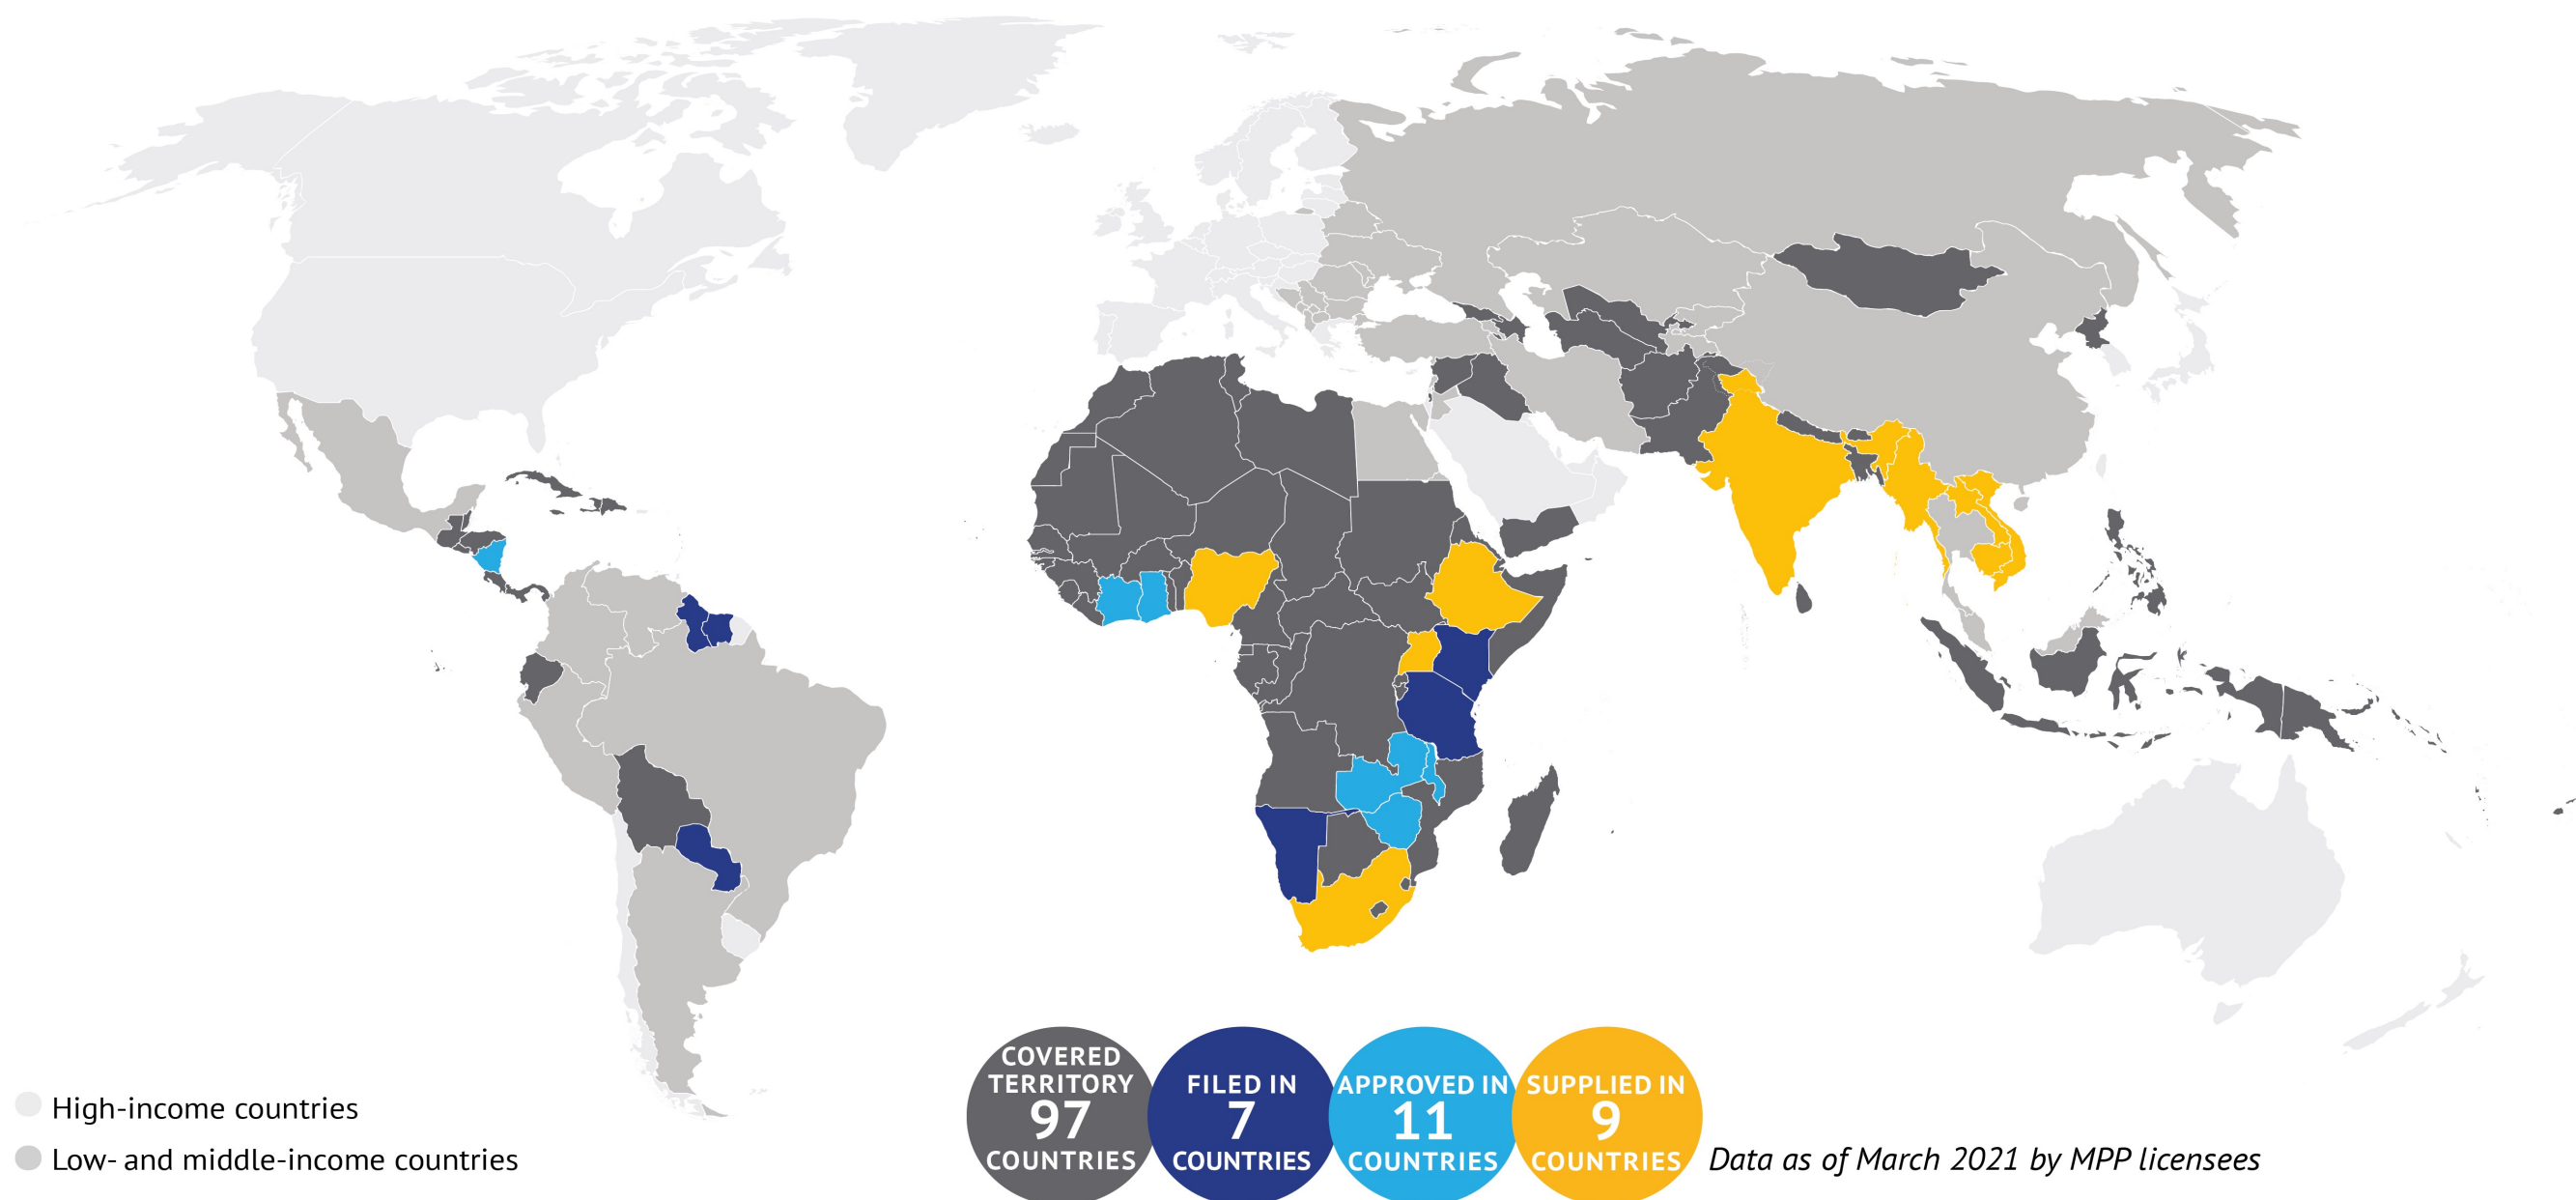 COVERED
TERRITORY
97
COUNTRIES
FILED IN
7
COUNTRIES
APPROVED IN
11
COUNTRIES
SUPPLIED IN
9
COUNTRIES
High-income countries
Low- and middle-income countries
Data as of March 2021 by MPP licensees